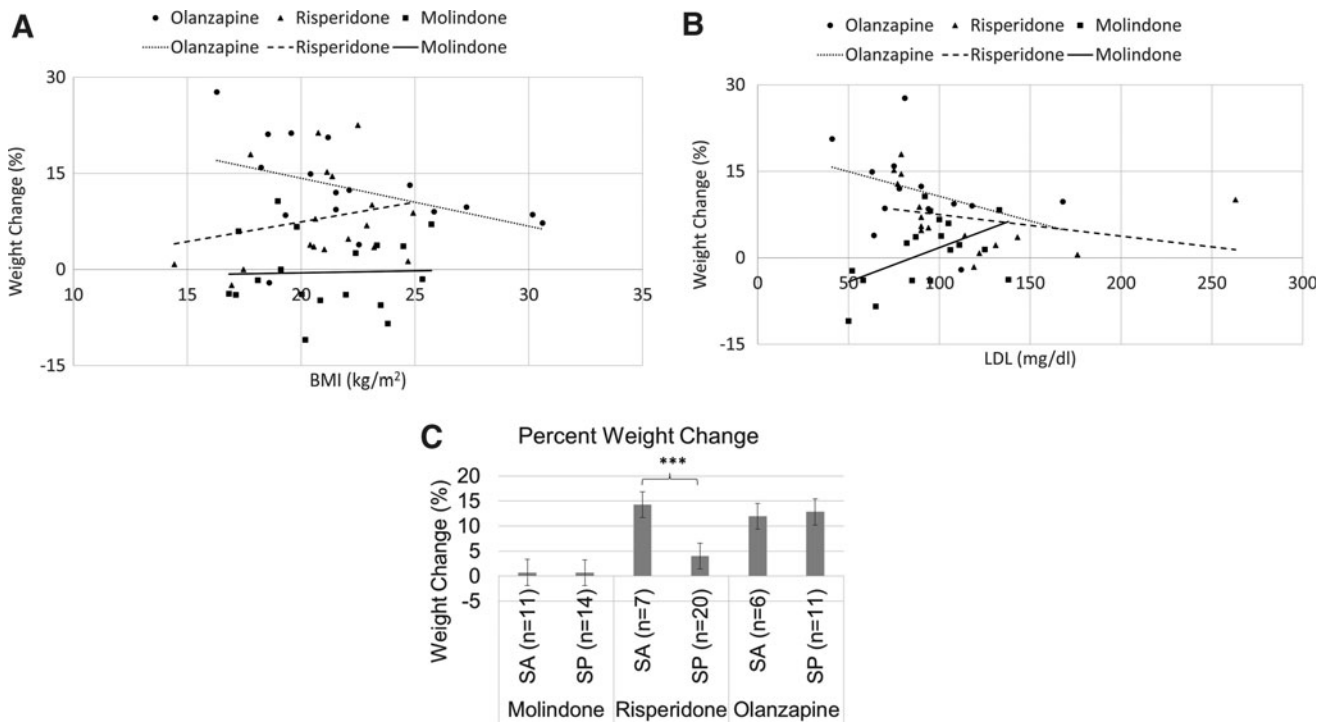 A
Olanzapine Risperidone Molindone
Olanzapine Risperidone Molindone
30
15
0
-15
10 15 20 25 30 35
Weight Change (%)
BMI (kg/m²)
B
Olanzapine Risperidone Molindone
Olanzapine Risperidone Molindone
30
15
0
-15
0 50 100 150 200 250 300
Weight Change (%)
LDL (mg/dl)
C
Percent Weight Change
***
20
15
10
5
0
-5
Weight Change (%)
SA (n=11)
SP (n=14)
SA (n=7)
SP (n=20)
SA (n=6)
SP (n=11)
Molindone Risperidone Olanzapine